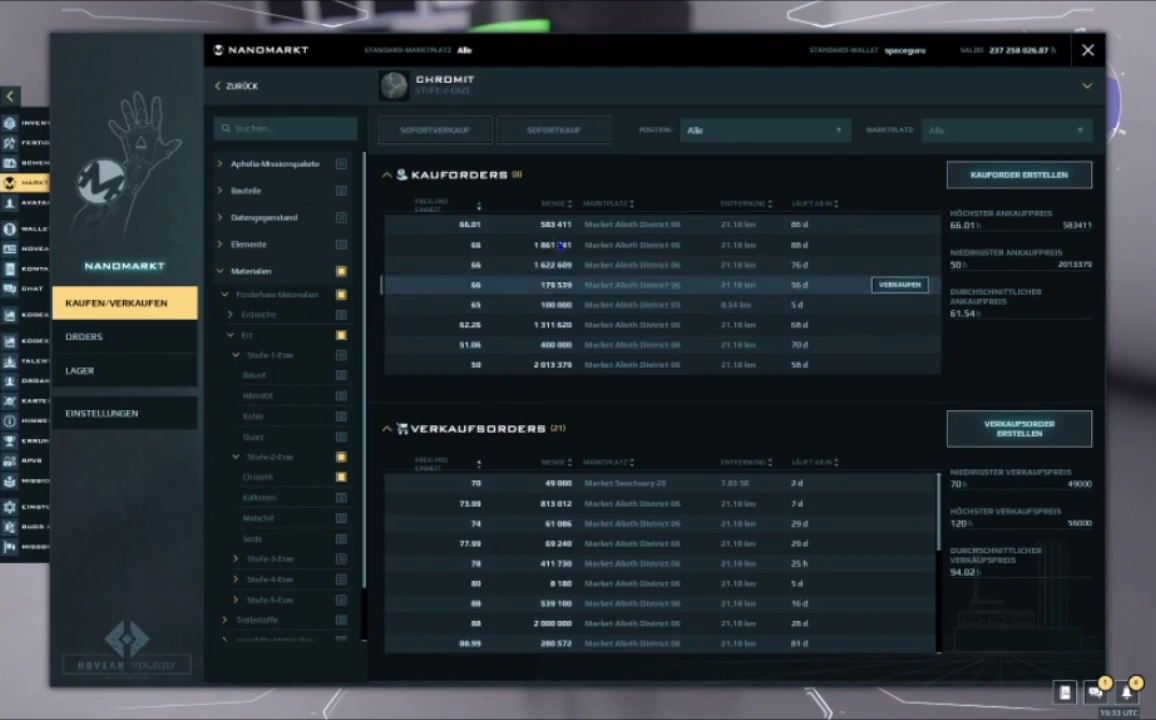 NANOMARKT
STANDARD-MARKTPLATZ Alle
STANDARD-WALLET spaceguru
SALDO 237 258 026.87 ħ
ZURÜCK
CHROMIT
STUFE-2-ERZE
Suchen...
SOFORTVERKAUF
SOFORTKAUF
POSITION: Alle
MARKTPLATZ: Alle
NANOMARKT
KAUFEN/VERKAUFEN
ORDERS
LAGER
EINSTELLUNGEN
Aphelia-Missionspakete
Bauteile
Datengegenstand
Elemente
Materialien
Förderbare Materialien
Erdreiche
Erz
Stufe-1-Erze
Bauxit
Hämatit
Kohle
Quarz
Stufe-2-Erze
Chromit
Kalkstein
Malachit
Soda
Stufe-3-Erze
Stufe-4-Erze
Stufe-5-Erze
Treibstoffe
KAUFORDERS (8)
PREIS PRO EINHEIT MENGE MARKTPLATZ ENTFERNUNG LÄUFT AB IN
66.01 583 411 Market Alioth District 06 21.18 km 86 d
66 Market Alioth District 06 21.18 km 88 d
66 1 622 609 Market Alioth District 06 21.18 km 76 d
66 179 539 Market Alioth District 06 21.18 km VERKAUFEN
65 100 000 Market Alioth District 03 8.54 km 5 d
62.26 1 311 620 Market Alioth District 06 21.18 km 68 d
51.06 400 000 Market Alioth District 06 21.18 km 70 d
50 2 013 379 Market Alioth District 06 21.18 km 58 d
KAUFORDER ERSTELLEN
HÖCHSTER ANKAUFPREIS
66.01 ħ 583411
NIEDRIGSTER ANKAUFPREIS
50 ħ 2013379
DURCHSCHNITTLICHER
ANKAUFPREIS
61.54 ħ
VERKAUFSORDERS (21)
PREIS PRO EINHEIT MENGE MARKTPLATZ ENTFERNUNG LÄUFT AB IN
70 49 000 Market Sanctuary 20 7.03 SE 2 d
73.99 813 012 Market Alioth District 06 21.18 km 7 d
74 61 086 Market Alioth District 06 21.18 km 29 d
77.99 69 240 Market Alioth District 06 21.18 km 29 d
78 411 730 Market Alioth District 06 21.18 km 25 h
80 8 180 Market Alioth District 06 21.18 km 5 d
88 539 100 Market Alioth District 06 21.18 km 16 d
88 2 000 000 Market Alioth District 06 21.18 km 28 d
88.99 280 572 Market Alioth District 06 21.18 km 81 d
VERKAUFSORDER
ERSTELLEN
NIEDRIGSTER VERKAUFSPREIS
70 ħ 49000
HÖCHSTER VERKAUFSPREIS
120 ħ 56000
DURCHSCHNITTLICHER
VERKAUFSPREIS
94.02 ħ
19:33 UTC